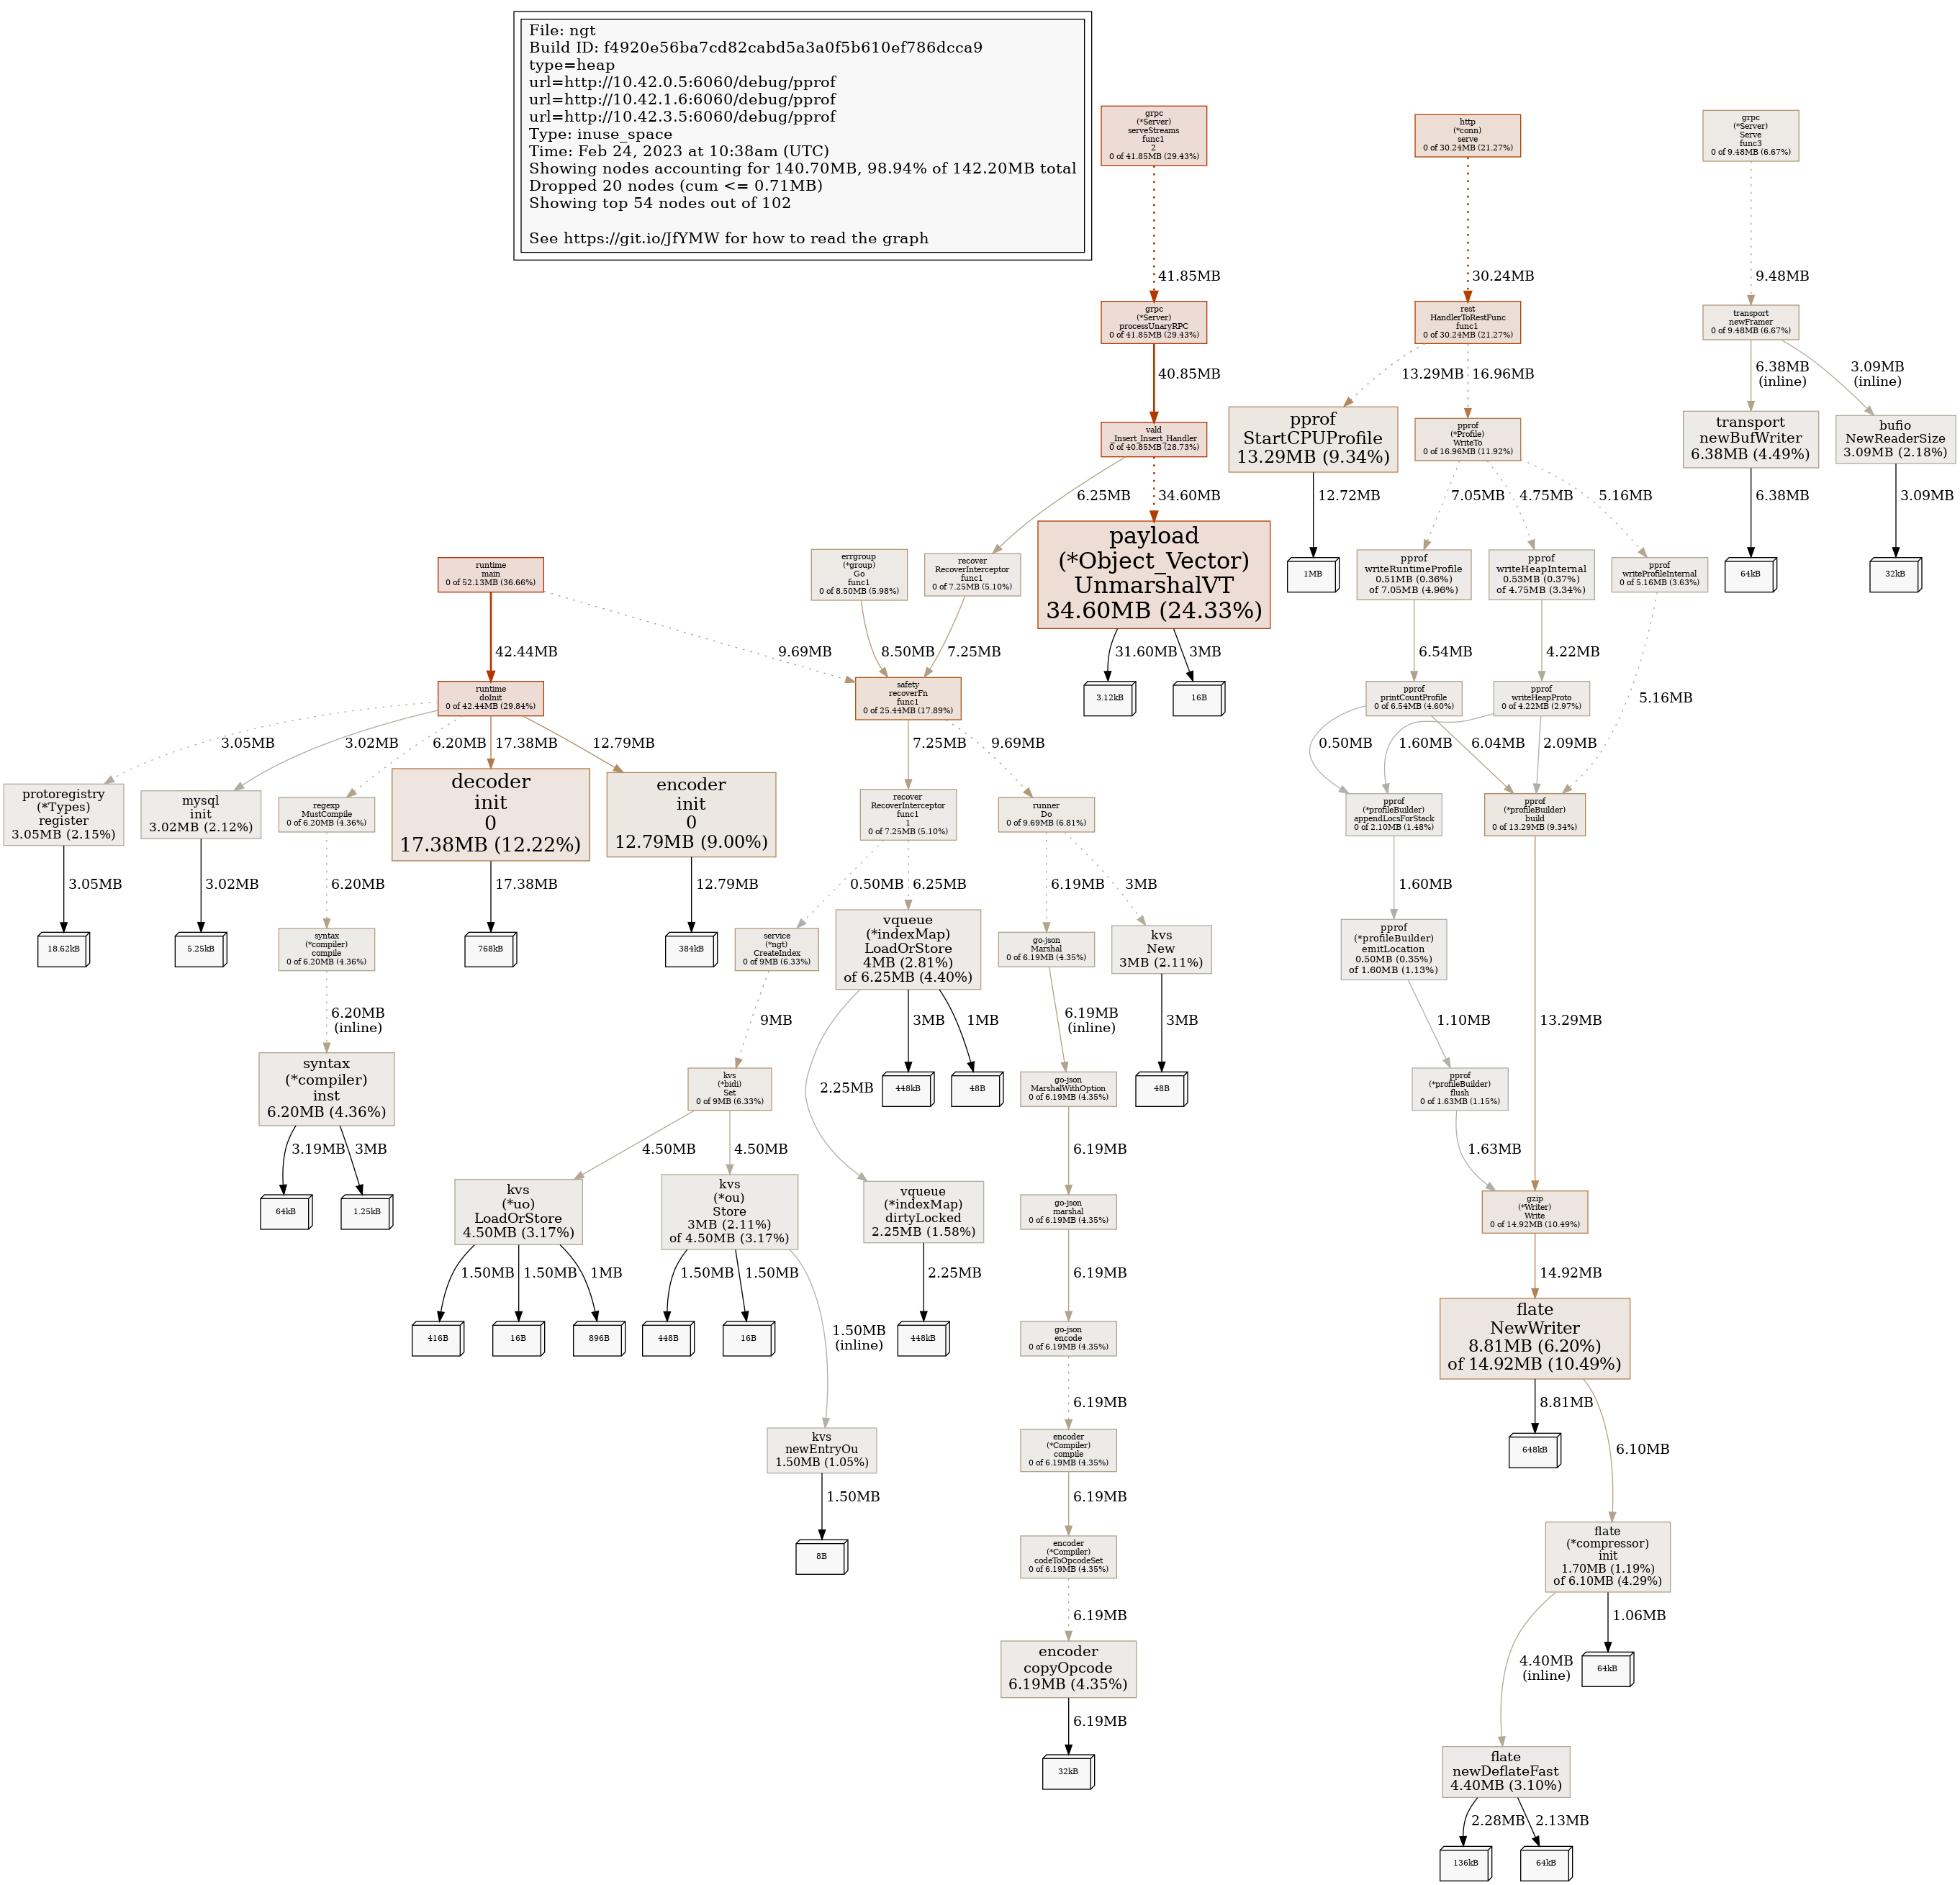 File: ngt
Build ID: f4920e56ba7cd82cabd5a3a0f5b610ef786dcca9
type=heap
url=http://10.42.0.5:6060/debug/pprof
url=http://10.42.1.6:6060/debug/pprof
url=http://10.42.3.5:6060/debug/pprof
Type: inuse_space
Time: Feb 24, 2023 at 10:38am (UTC)
Showing nodes accounting for 140.70MB, 98.94% of 142.20MB total
Dropped 20 nodes (cum <= 0.71MB)
Showing top 54 nodes out of 102
See https://git.io/JfYMW for how to read the graph
grpc
(*Server)
serveStreams
func1
2
0 of 41.85MB (29.43%)
http
(*conn)
serve
0 of 30.24MB (21.27%)
grpc
(*Server)
Serve
func3
0 of 9.48MB (6.67%)
41.85MB
30.24MB
9.48MB
grpc
(*Server)
processUnaryRPC
0 of 41.85MB (29.43%)
rest
HandlerToRestFunc
func1
0 of 30.24MB (21.27%)
transport
newFramer
0 of 9.48MB (6.67%)
40.85MB
13.29MB
16.96MB
6.38MB
(inline)
3.09MB
(inline)
vald
Insert_Insert_Handler
0 of 40.85MB (28.73%)
pprof
StartCPUProfile
13.29MB (9.34%)
pprof
(*Profile)
WriteTo
0 of 16.96MB (11.92%)
transport
newBufWriter
6.38MB (4.49%)
bufio
NewReaderSize
3.09MB (2.18%)
6.25MB
34.60MB
12.72MB
7.05MB
4.75MB
5.16MB
6.38MB
3.09MB
runtime
main
0 of 52.13MB (36.66%)
errgroup
(*group)
Go
func1
0 of 8.50MB (5.98%)
recover
RecoverInterceptor
func1
0 of 7.25MB (5.10%)
payload
(*Object_Vector)
UnmarshalVT
34.60MB (24.33%)
1MB
pprof
writeRuntimeProfile
0.51MB (0.36%)
of 7.05MB (4.96%)
pprof
writeHeapInternal
0.53MB (0.37%)
of 4.75MB (3.34%)
pprof
writeProfileInternal
0 of 5.16MB (3.63%)
64kB
32kB
42.44MB
9.69MB
8.50MB
7.25MB
31.60MB
3MB
6.54MB
4.22MB
5.16MB
runtime
doInit
0 of 42.44MB (29.84%)
safety
recoverFn
func1
0 of 25.44MB (17.89%)
3.12kB
16B
pprof
printCountProfile
0 of 6.54MB (4.60%)
pprof
writeHeapProto
0 of 4.22MB (2.97%)
3.05MB
3.02MB
6.20MB
17.38MB
12.79MB
7.25MB
9.69MB
0.50MB
1.60MB
6.04MB
2.09MB
protoregistry
(*Types)
register
3.05MB (2.15%)
mysql
init
3.02MB (2.12%)
regexp
MustCompile
0 of 6.20MB (4.36%)
decoder
init
0
17.38MB (12.22%)
encoder
init
0
12.79MB (9.00%)
recover
RecoverInterceptor
func1
1
0 of 7.25MB (5.10%)
runner
Do
0 of 9.69MB (6.81%)
pprof
(*profileBuilder)
appendLocsForStack
0 of 2.10MB (1.48%)
pprof
(*profileBuilder)
build
0 of 13.29MB (9.34%)
3.05MB
3.02MB
6.20MB
17.38MB
12.79MB
0.50MB
6.25MB
6.19MB
3MB
1.60MB
18.62kB
5.25kB
syntax
(*compiler)
compile
0 of 6.20MB (4.36%)
768kB
384kB
service
(*ngt)
CreateIndex
0 of 9MB (6.33%)
vqueue
(*indexMap)
LoadOrStore
4MB (2.81%)
of 6.25MB (4.40%)
go-json
Marshal
0 of 6.19MB (4.35%)
kvs
New
3MB (2.11%)
pprof
(*profileBuilder)
emitLocation
0.50MB (0.35%)
of 1.60MB (1.13%)
6.20MB
(inline)
9MB
2.25MB
3MB
1MB
6.19MB
(inline)
3MB
1.10MB
13.29MB
syntax
(*compiler)
inst
6.20MB (4.36%)
kvs
(*bidi)
Set
0 of 9MB (6.33%)
448kB
48B
go-json
MarshalWithOption
0 of 6.19MB (4.35%)
48B
pprof
(*profileBuilder)
flush
0 of 1.63MB (1.15%)
3.19MB
3MB
4.50MB
4.50MB
6.19MB
1.63MB
64kB
1.25kB
kvs
(*uo)
LoadOrStore
4.50MB (3.17%)
kvs
(*ou)
Store
3MB (2.11%)
of 4.50MB (3.17%)
vqueue
(*indexMap)
dirtyLocked
2.25MB (1.58%)
go-json
marshal
0 of 6.19MB (4.35%)
gzip
(*Writer)
Write
0 of 14.92MB (10.49%)
1.50MB
1.50MB
1MB
1.50MB
1.50MB
1.50MB
(inline)
2.25MB
6.19MB
14.92MB
416B
16B
896B
448B
16B
448kB
go-json
encode
0 of 6.19MB (4.35%)
flate
NewWriter
8.81MB (6.20%)
of 14.92MB (10.49%)
6.19MB
8.81MB
6.10MB
kvs
newEntryOu
1.50MB (1.05%)
encoder
(*Compiler)
compile
0 of 6.19MB (4.35%)
648kB
1.50MB
6.19MB
8B
encoder
(*Compiler)
codeToOpcodeSet
0 of 6.19MB (4.35%)
flate
(*compressor)
init
1.70MB (1.19%)
of 6.10MB (4.29%)
6.19MB
4.40MB
(inline)
1.06MB
encoder
copyOpcode
6.19MB (4.35%)
64kB
6.19MB
32kB
flate
newDeflateFast
4.40MB (3.10%)
2.28MB
2.13MB
136kB
64kB